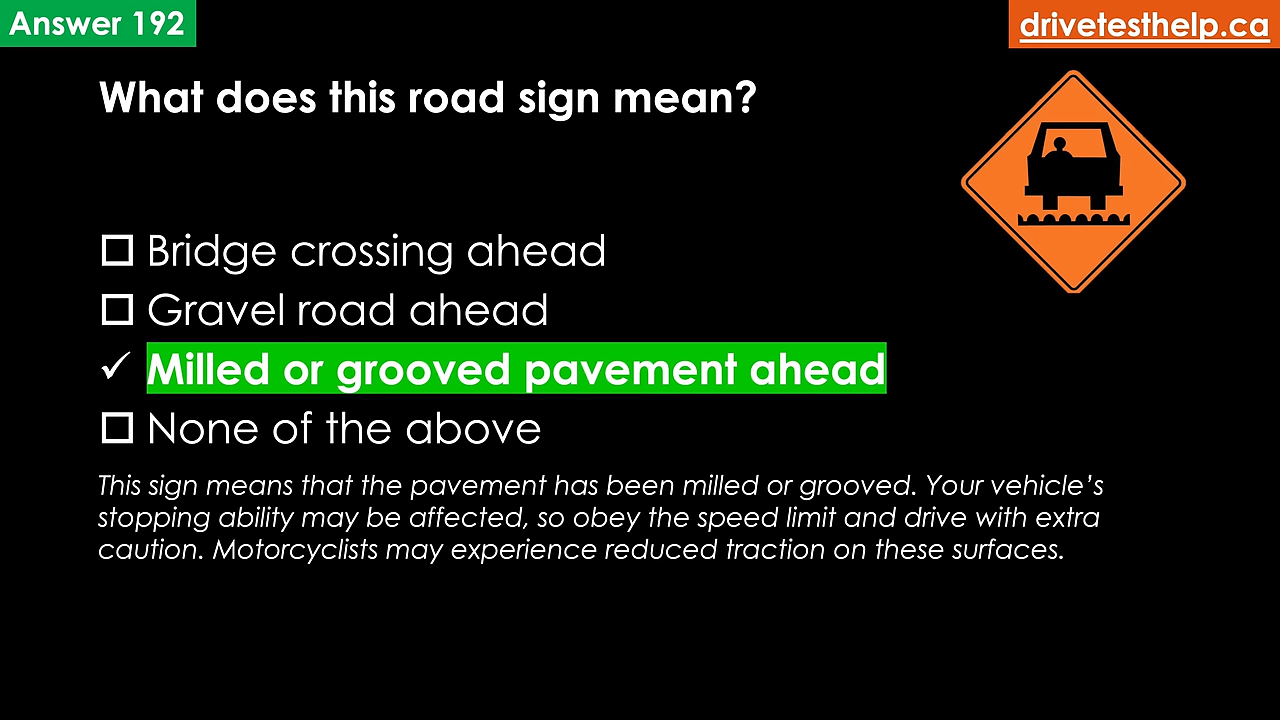 Answer 192
drivetesthelp.ca
What does this road sign mean?
Bridge crossing ahead
Gravel road ahead
Milled or grooved pavement ahead
None of the above
This sign means that the pavement has been milled or grooved. Your vehicle’s
stopping ability may be affected, so obey the speed limit and drive with extra
caution. Motorcyclists may experience reduced traction on these surfaces.